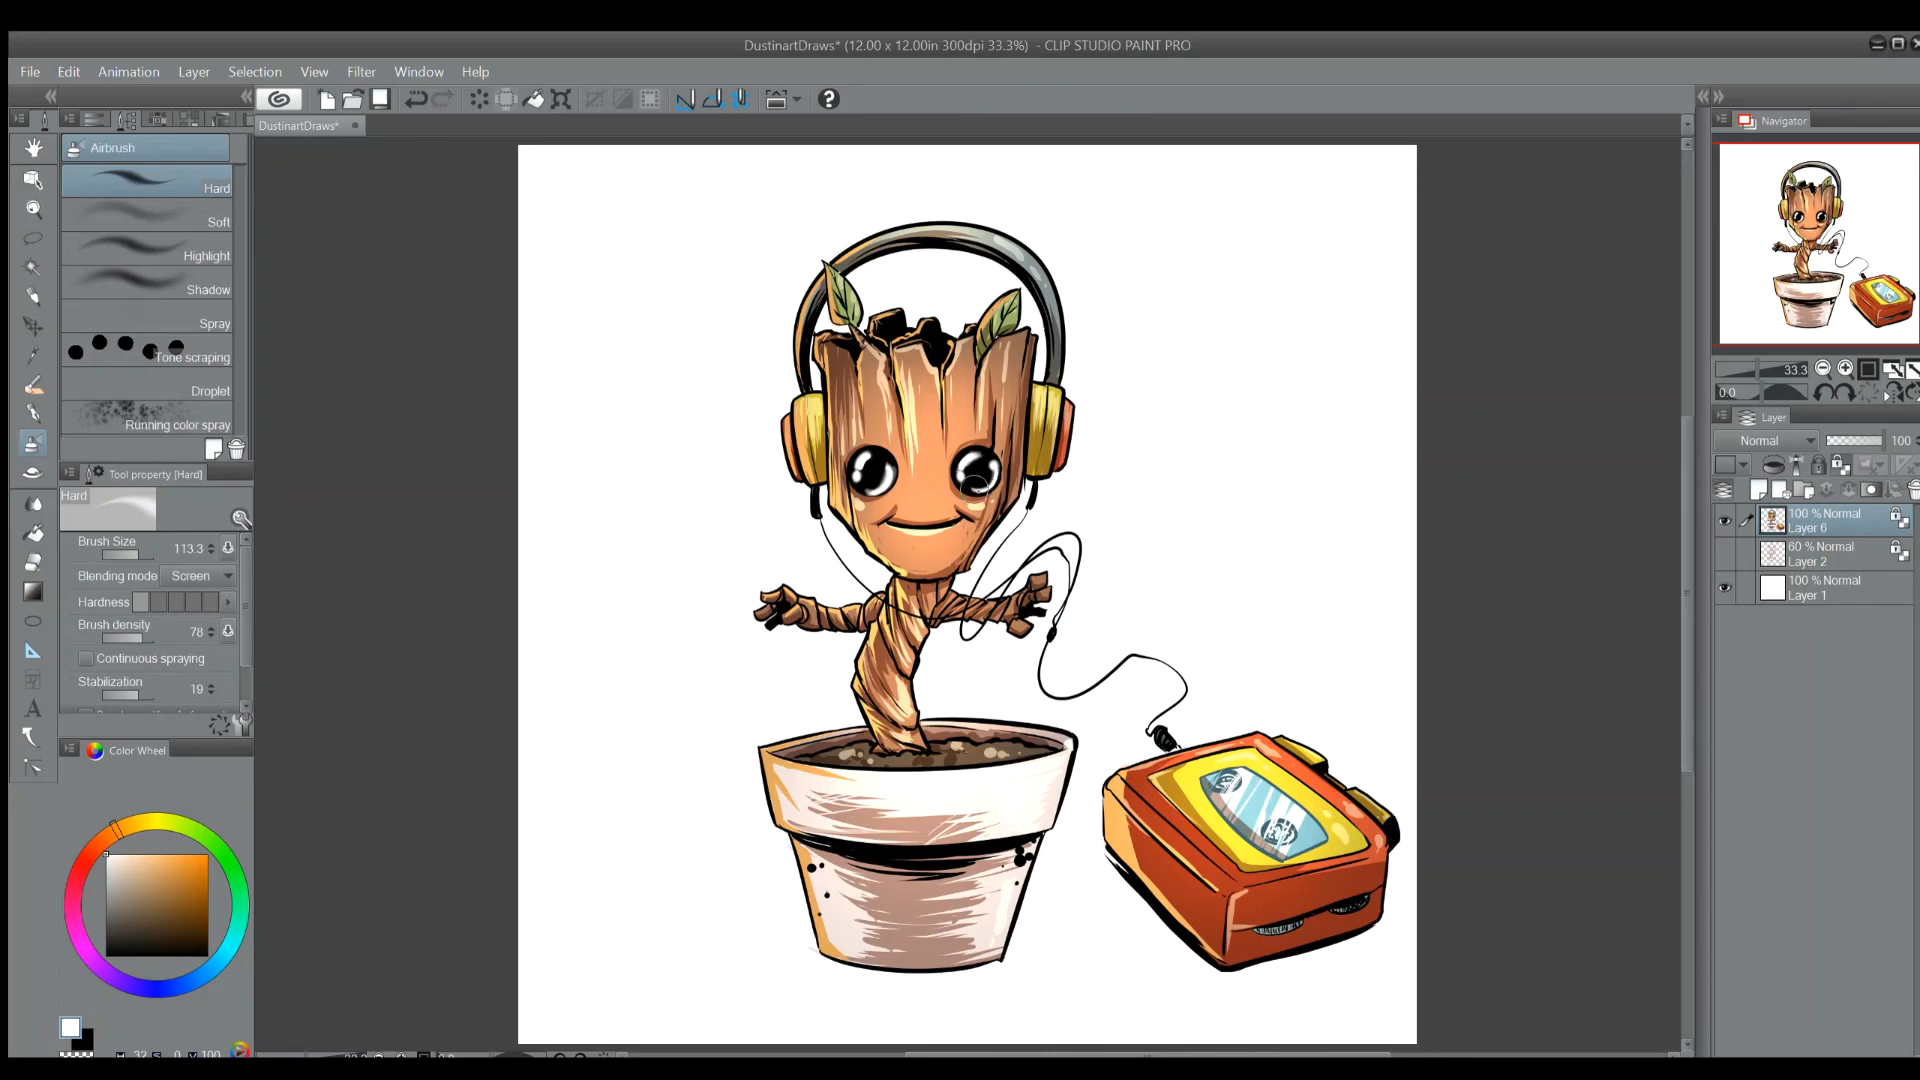 DustinartDraws* (12.00 x 12.00in 300dpi 33.3%)  - CLIP STUDIO PAINT PRO
File Edit Animation Layer Selection View Filter Window Help
DustinartDraws*
Airbrush
Hard
Soft
Highlight
Shadow
Spray
Tone scraping
Droplet
Running color spray
Tool property [Hard]
Hard
Brush Size 113.3
Blending mode Screen
Hardness
Brush density 78
Continuous spraying
Stabilization 19
Color Wheel
Navigator
33.3
0.0
Layer
Normal 100
100 % Normal
Layer 6
60 % Normal
Layer 2
100 % Normal
Layer 1